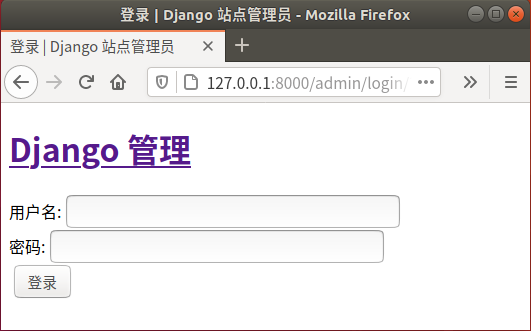 登录 | Django 站点管理员 - Mozilla Firefox
登录 | Django 站点管理员
127.0.0.1:8000/admin/login/
Django 管理
用户名:
密码:
登录